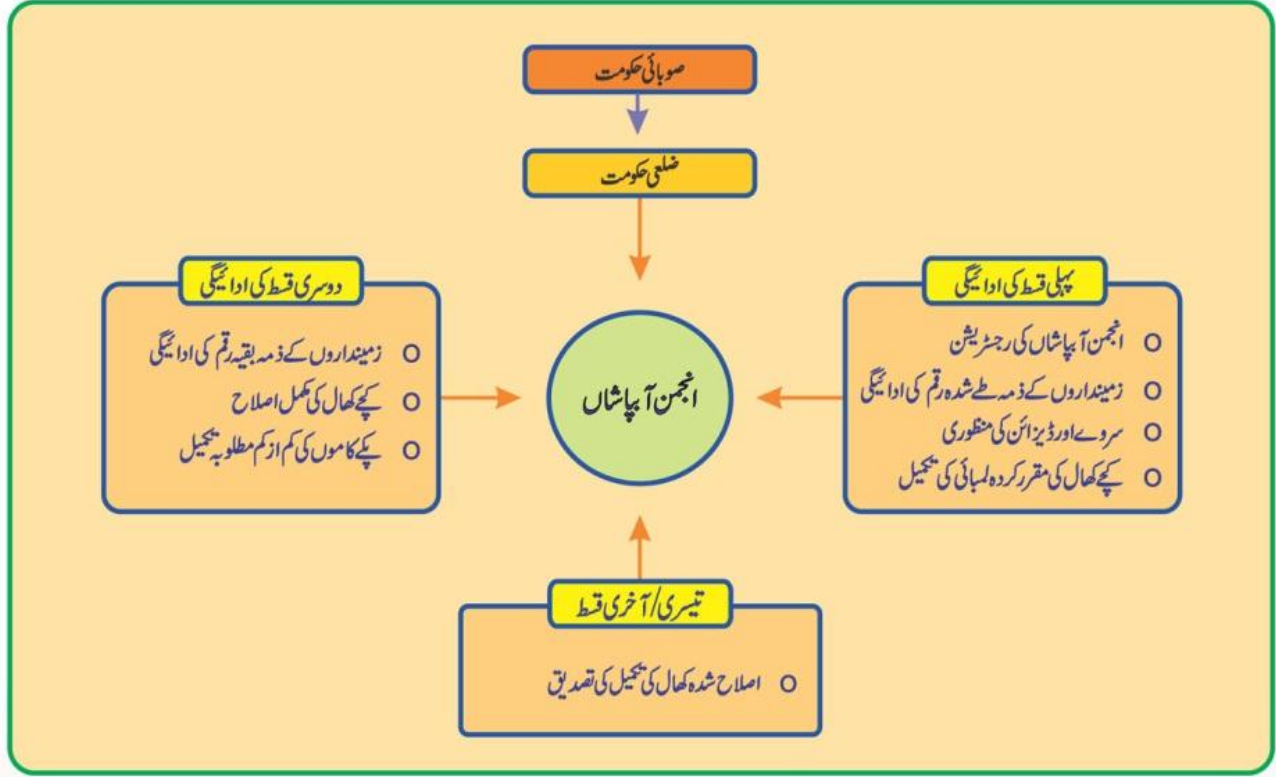 صوبائی حکومت
ضلعی حکومت
پہلی قسط کی ادائیگی
انجمن آبپاشاں کی رجسٹریشن
زمینداروں کے ذمہ طے شدہ رقم کی ادائیگی
سروے اور ڈیزائن کی منظوری
کچے کھال کی مقرر کردہ لمبائی کی تکمیل
انجمن آبپاشاں
دوسری قسط کی ادائیگی
زمینداروں کے ذمہ بقیہ رقم کی ادائیگی
کچے کھال کی مکمل اصلاح
پکے کاموں کی کم از کم مطلوبہ تکمیل
تیسری/آخری قسط
اصلاح شدہ کھال کی تکمیل کی تصدیق